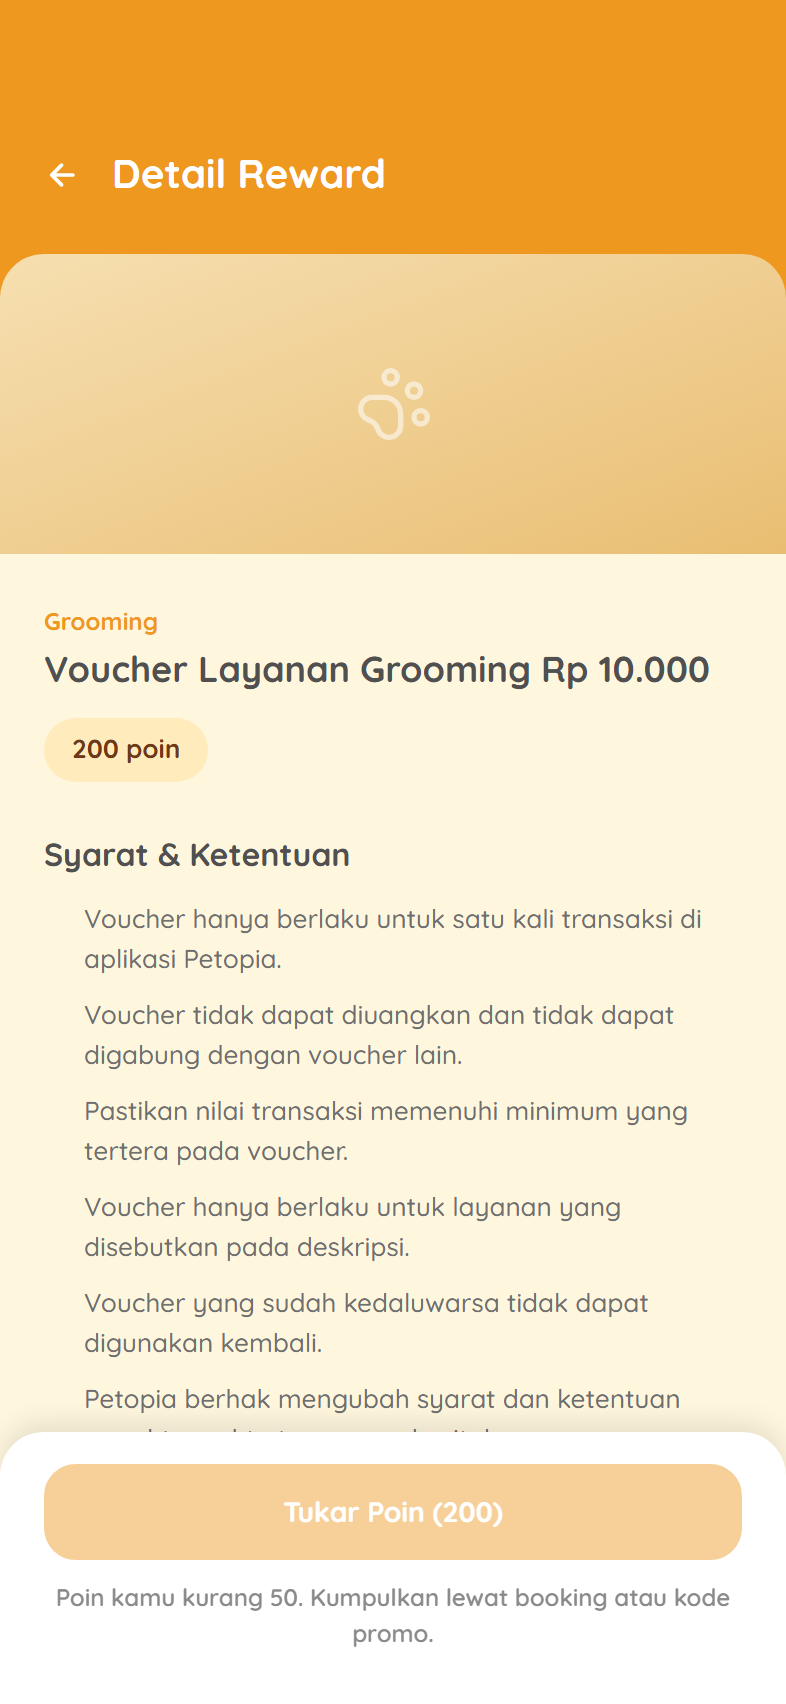 Detail Reward
Grooming
Voucher Layanan Grooming Rp 10.000
200 poin
Syarat & Ketentuan
Voucher hanya berlaku untuk satu kali transaksi di
aplikasi Petopia.
Voucher tidak dapat diuangkan dan tidak dapat
digabung dengan voucher lain.
Pastikan nilai transaksi memenuhi minimum yang
tertera pada voucher.
Voucher hanya berlaku untuk layanan yang
disebutkan pada deskripsi.
Voucher yang sudah kedaluwarsa tidak dapat
digunakan kembali.
Petopia berhak mengubah syarat dan ketentuan
Tukar Poin (200)
Poin kamu kurang 50. Kumpulkan lewat booking atau kode
promo.